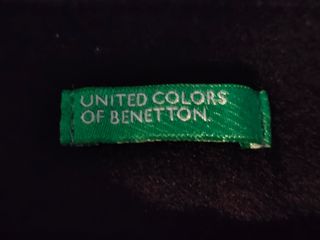 UNITED COLORS
OF BENETTON.